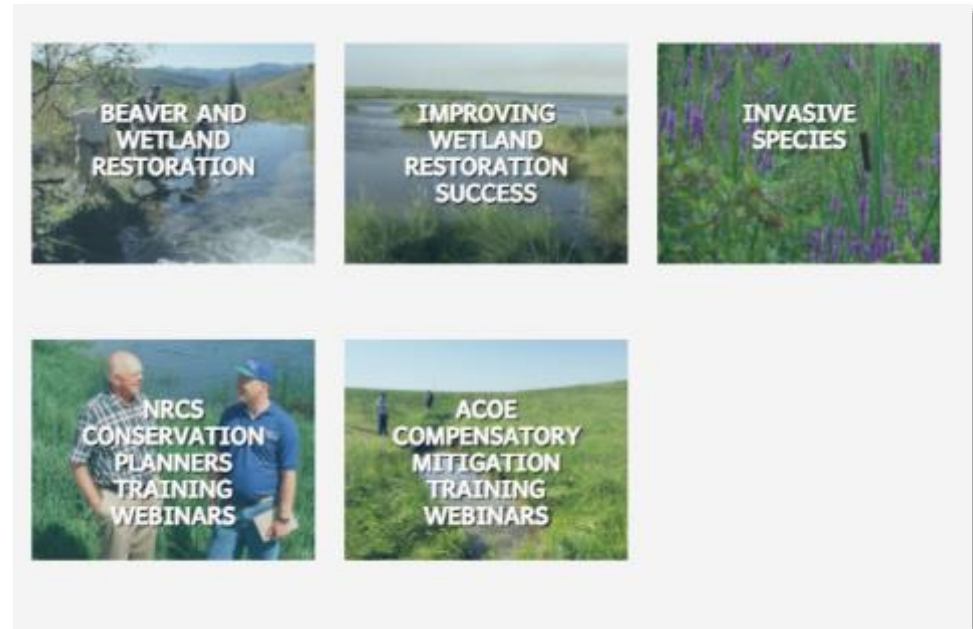 BEAVER AND
WETLAND
RESTORATION
IMPROVING
WETLAND
RESTORATION
SUCCESS
INVASIVE
SPECIES
NRCS
CONSERVATION
PLANNERS
TRAINING
WEBINARS
ACOE
COMPENSATORY
MITIGATION
TRAINING
WEBINARS